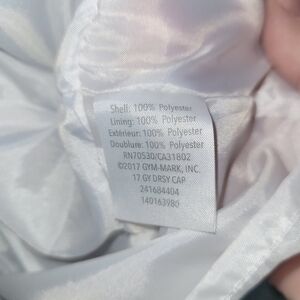 Shell: 100% Polyester
Lining: 100% Polyester
Extérieur: 100% Polyester
Doublure: 100% Polyester
RN70530/CA31802
©2017 GYM-MARK, INC.
17 GY DRSY CAP
241684404
140163980